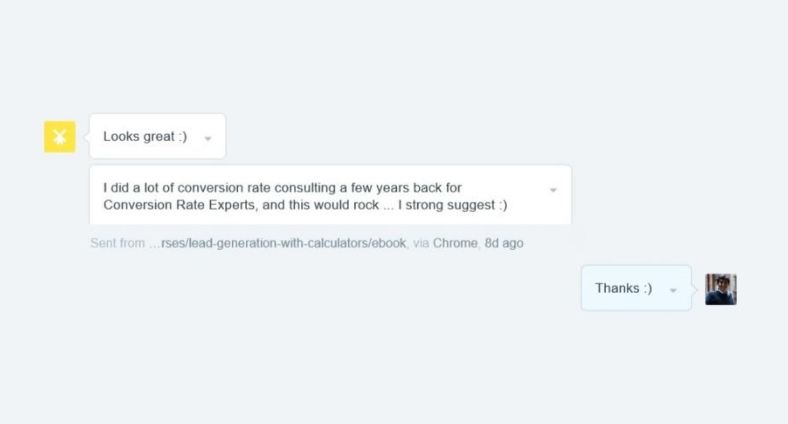 Looks great :)
I did a lot of conversion rate consulting a few years back for
Conversion Rate Experts, and this would rock ... I strong suggest :)
Sent from ...rses/lead-generation-with-calculators/ebook, via Chrome, 8d ago
Thanks :)